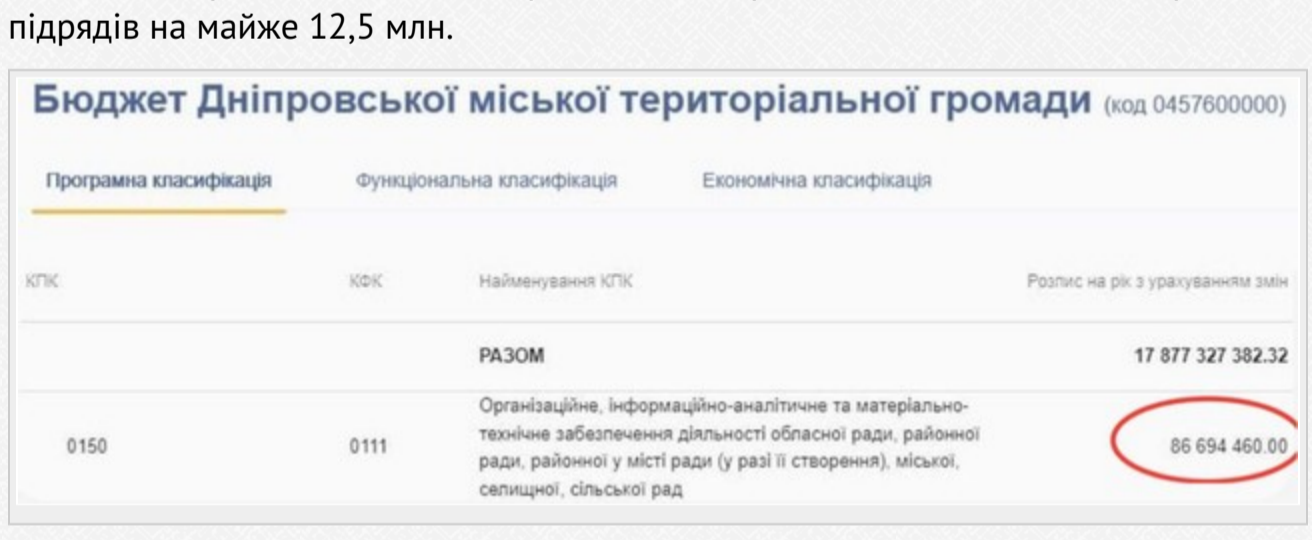 підрядів на майже 12,5 млн.
Бюджет Дніпровської міської територіальної громади (код 0457600000)
Програмна класифікація Функціональна класифікація Економічна класифікація
КПК КФК Найменування КПК Розпис на рік з урахуванням змін
РАЗОМ 17 877 327 382.32
Організаційне, інформаційно-аналітичне та матеріально-
технічне забезпечення діяльності обласної ради, районної
0150 0111 ради, районної у місті ради (у разі її створення), міської, 86 694 460.00
селищної, сільської рад